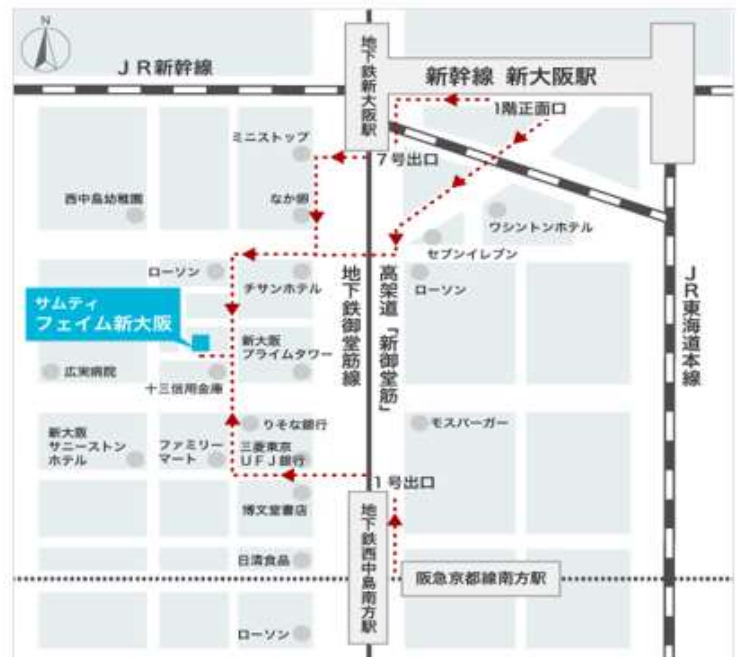 N
JR新幹線
地下鉄新大阪駅
新幹線 新大阪駅
1階正面口
ミニストップ
7号出口
西中島幼稚園
なか卯
ワシントンホテル
セブンイレブン
ローソン
チサンホテル
ローソン
地下鉄御堂筋線
高架道『新御堂筋』
JR東海道本線
サムティ
フェイム新大阪
新大阪
プライムタワー
広実病院
十三信用金庫
りそな銀行
モスバーガー
新大阪
サニーストン
ホテル
ファミリー
マート
三菱東京
UFJ銀行
1号出口
博文堂書店
地下鉄西中島南方駅
日清食品
阪急京都線南方駅
ローソン